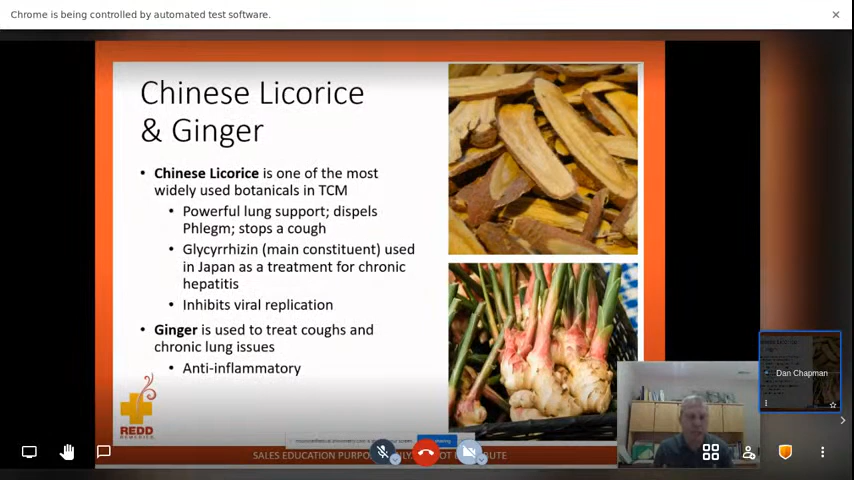 Chrome is being controlled by automated test software.
Chinese Licorice
& Ginger
• Chinese Licorice is one of the most
widely used botanicals in TCM
• Powerful lung support; dispels
Phlegm; stops a cough
• Glycyrrhizin (main constituent) used
in Japan as a treatment for chronic
hepatitis
• Inhibits viral replication
• Ginger is used to treat coughs and
chronic lung issues
• Anti-inflammatory
REDD
REMEDIES
Dan Chapman
SALES EDUCATION